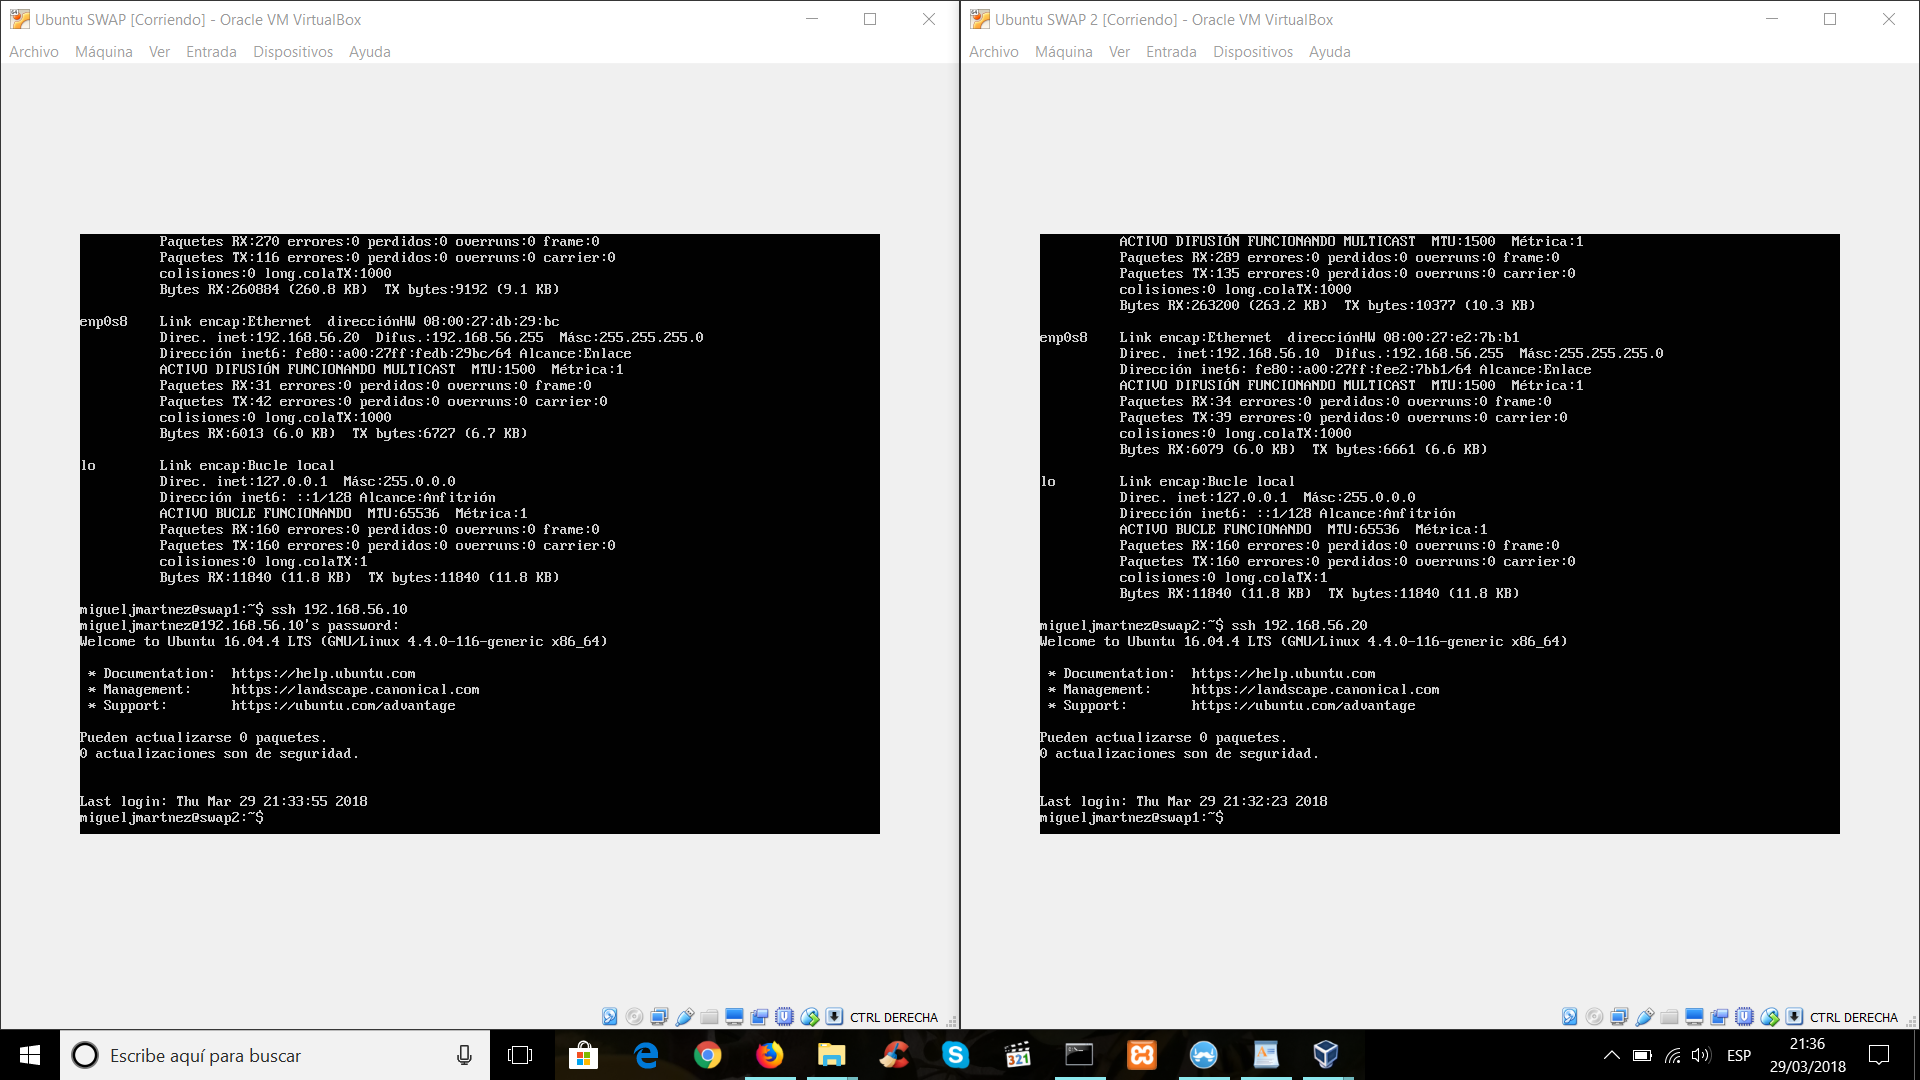 Ubuntu SWAP [Corriendo] - Oracle VM VirtualBox
Archivo Máquina Ver Entrada Dispositivos Ayuda
Paquetes RX:270 errores:0 perdidos:0 overruns:0 frame:0
Paquetes TX:116 errores:0 perdidos:0 overruns:0 carrier:0
colisiones:0 long.colaTX:1000
Bytes RX:260884 (260.8 KB)  TX bytes:9192 (9.1 KB)
enp0s8    Link encap:Ethernet  direcciónHW 08:00:27:db:29:bc
Direc. inet:192.168.56.20  Difus.:192.168.56.255  Másc:255.255.255.0
Dirección inet6: fe80::a00:27ff:fedb:29bc/64 Alcance:Enlace
ACTIVO DIFUSIÓN FUNCIONANDO MULTICAST  MTU:1500  Métrica:1
Paquetes RX:31 errores:0 perdidos:0 overruns:0 frame:0
Paquetes TX:42 errores:0 perdidos:0 overruns:0 carrier:0
colisiones:0 long.colaTX:1000
Bytes RX:6013 (6.0 KB)  TX bytes:6727 (6.7 KB)
lo        Link encap:Bucle local
Direc. inet:127.0.0.1  Másc:255.0.0.0
Dirección inet6: ::1/128 Alcance:Anfitrión
ACTIVO BUCLE FUNCIONANDO  MTU:65536  Métrica:1
Paquetes RX:160 errores:0 perdidos:0 overruns:0 frame:0
Paquetes TX:160 errores:0 perdidos:0 overruns:0 carrier:0
colisiones:0 long.colaTX:1
Bytes RX:11840 (11.8 KB)  TX bytes:11840 (11.8 KB)
migueljmartnez@swap1:~$ ssh 192.168.56.10
migueljmartnez@192.168.56.10's password:
Welcome to Ubuntu 16.04.4 LTS (GNU/Linux 4.4.0-116-generic x86_64)
* Documentation:  https://help.ubuntu.com
* Management:     https://landscape.canonical.com
* Support:        https://ubuntu.com/advantage
Pueden actualizarse 0 paquetes.
0 actualizaciones son de seguridad.
Last login: Thu Mar 29 21:33:55 2018
migueljmartnez@swap2:~$
CTRL DERECHA
Ubuntu SWAP 2 [Corriendo] - Oracle VM VirtualBox
Archivo Máquina Ver Entrada Dispositivos Ayuda
ACTIVO DIFUSIÓN FUNCIONANDO MULTICAST  MTU:1500  Métrica:1
Paquetes RX:289 errores:0 perdidos:0 overruns:0 frame:0
Paquetes TX:135 errores:0 perdidos:0 overruns:0 carrier:0
colisiones:0 long.colaTX:1000
Bytes RX:263200 (263.2 KB)  TX bytes:10377 (10.3 KB)
enp0s8    Link encap:Ethernet  direcciónHW 08:00:27:e2:7b:b1
Direc. inet:192.168.56.10  Difus.:192.168.56.255  Másc:255.255.255.0
Dirección inet6: fe80::a00:27ff:fee2:7bb1/64 Alcance:Enlace
ACTIVO DIFUSIÓN FUNCIONANDO MULTICAST  MTU:1500  Métrica:1
Paquetes RX:34 errores:0 perdidos:0 overruns:0 frame:0
Paquetes TX:39 errores:0 perdidos:0 overruns:0 carrier:0
colisiones:0 long.colaTX:1000
Bytes RX:6079 (6.0 KB)  TX bytes:6661 (6.6 KB)
lo        Link encap:Bucle local
Direc. inet:127.0.0.1  Másc:255.0.0.0
Dirección inet6: ::1/128 Alcance:Anfitrión
ACTIVO BUCLE FUNCIONANDO  MTU:65536  Métrica:1
Paquetes RX:160 errores:0 perdidos:0 overruns:0 frame:0
Paquetes TX:160 errores:0 perdidos:0 overruns:0 carrier:0
colisiones:0 long.colaTX:1
Bytes RX:11840 (11.8 KB)  TX bytes:11840 (11.8 KB)
migueljmartnez@swap2:~$ ssh 192.168.56.20
Welcome to Ubuntu 16.04.4 LTS (GNU/Linux 4.4.0-116-generic x86_64)
* Documentation:  https://help.ubuntu.com
* Management:     https://landscape.canonical.com
* Support:        https://ubuntu.com/advantage
Pueden actualizarse 0 paquetes.
0 actualizaciones son de seguridad.
Last login: Thu Mar 29 21:32:23 2018
migueljmartnez@swap1:~$
CTRL DERECHA
Escribe aquí para buscar
321
ESP
21:36
29/03/2018